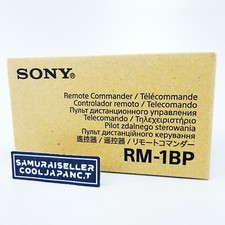 SONY
Remote Commander / Télécommande
Controlador remoto / Telecomando
Пульт дистанционного управления
Telecomando / Τηλεχειριστήριο
Pilot zdalnego sterowania
Пульт дистанційного керування
遥控器 / 遙控器 / リモートコマンダー
RM-1BP
SAMURAISELLER
COOLJAPAN.T